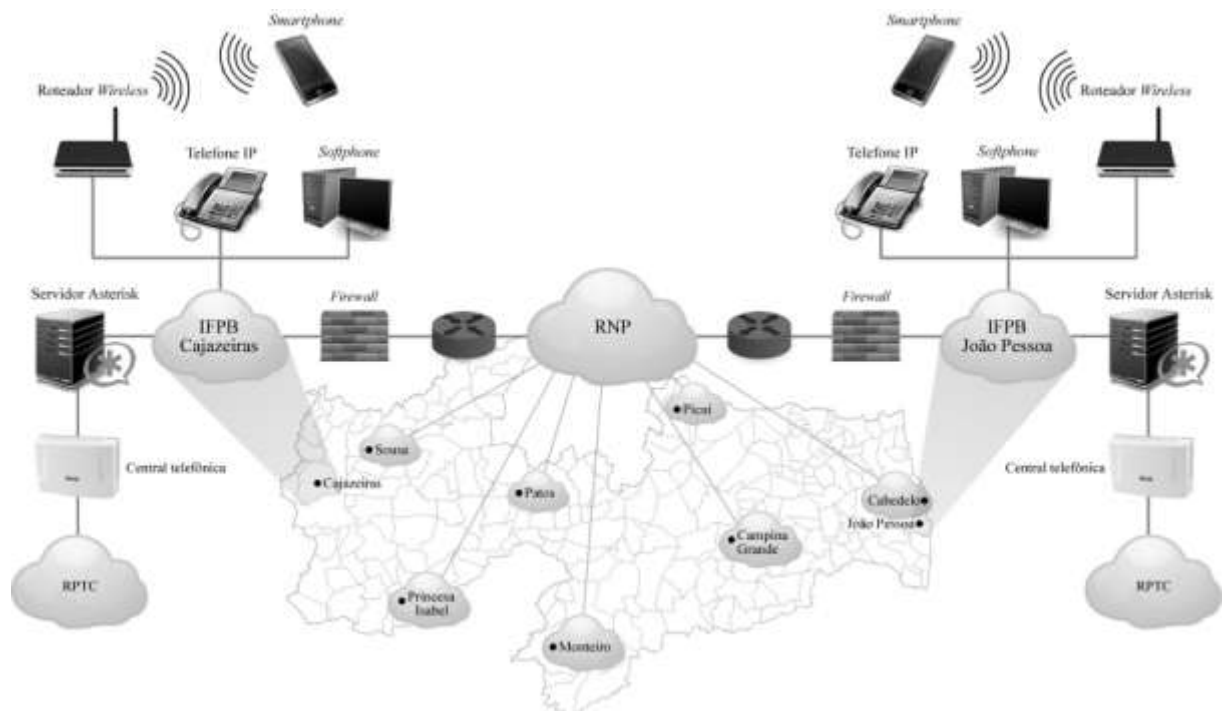 Smartphone
Smartphone
Roteador Wireless
Roteador Wireless
Telefone IP
Softphone
Telefone IP
Softphone
Servidor Asterisk
IFPB
Cajazeiras
Firewall
RNP
Firewall
IFPB
João Pessoa
Servidor Asterisk
Picuí
Sousa
Central telefônica
Cajazeiras
Patos
Cabedelo
João Pessoa
Central telefônica
Campina
Grande
RPTC
Princesa
Isabel
RPTC
Monteiro